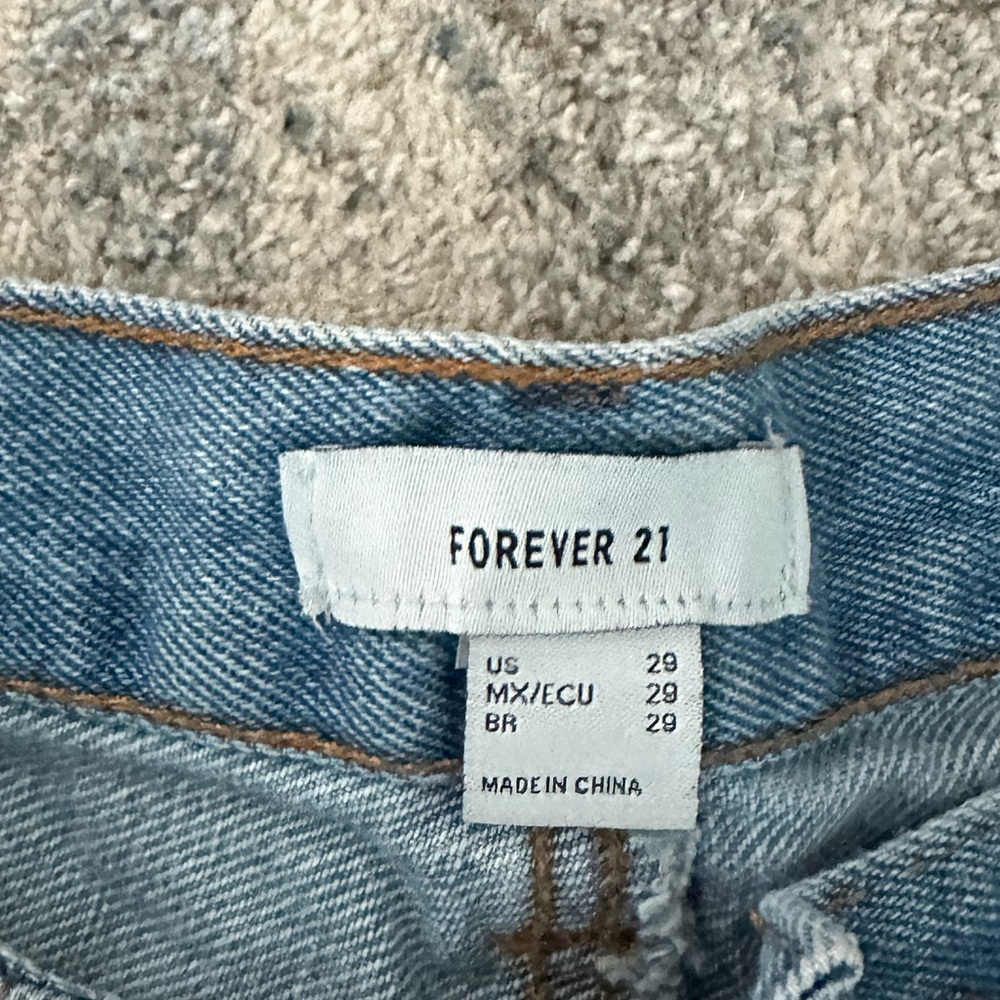 FOREVER 21
US 29
MX/ECU 29
BR 29
MADE IN CHINA